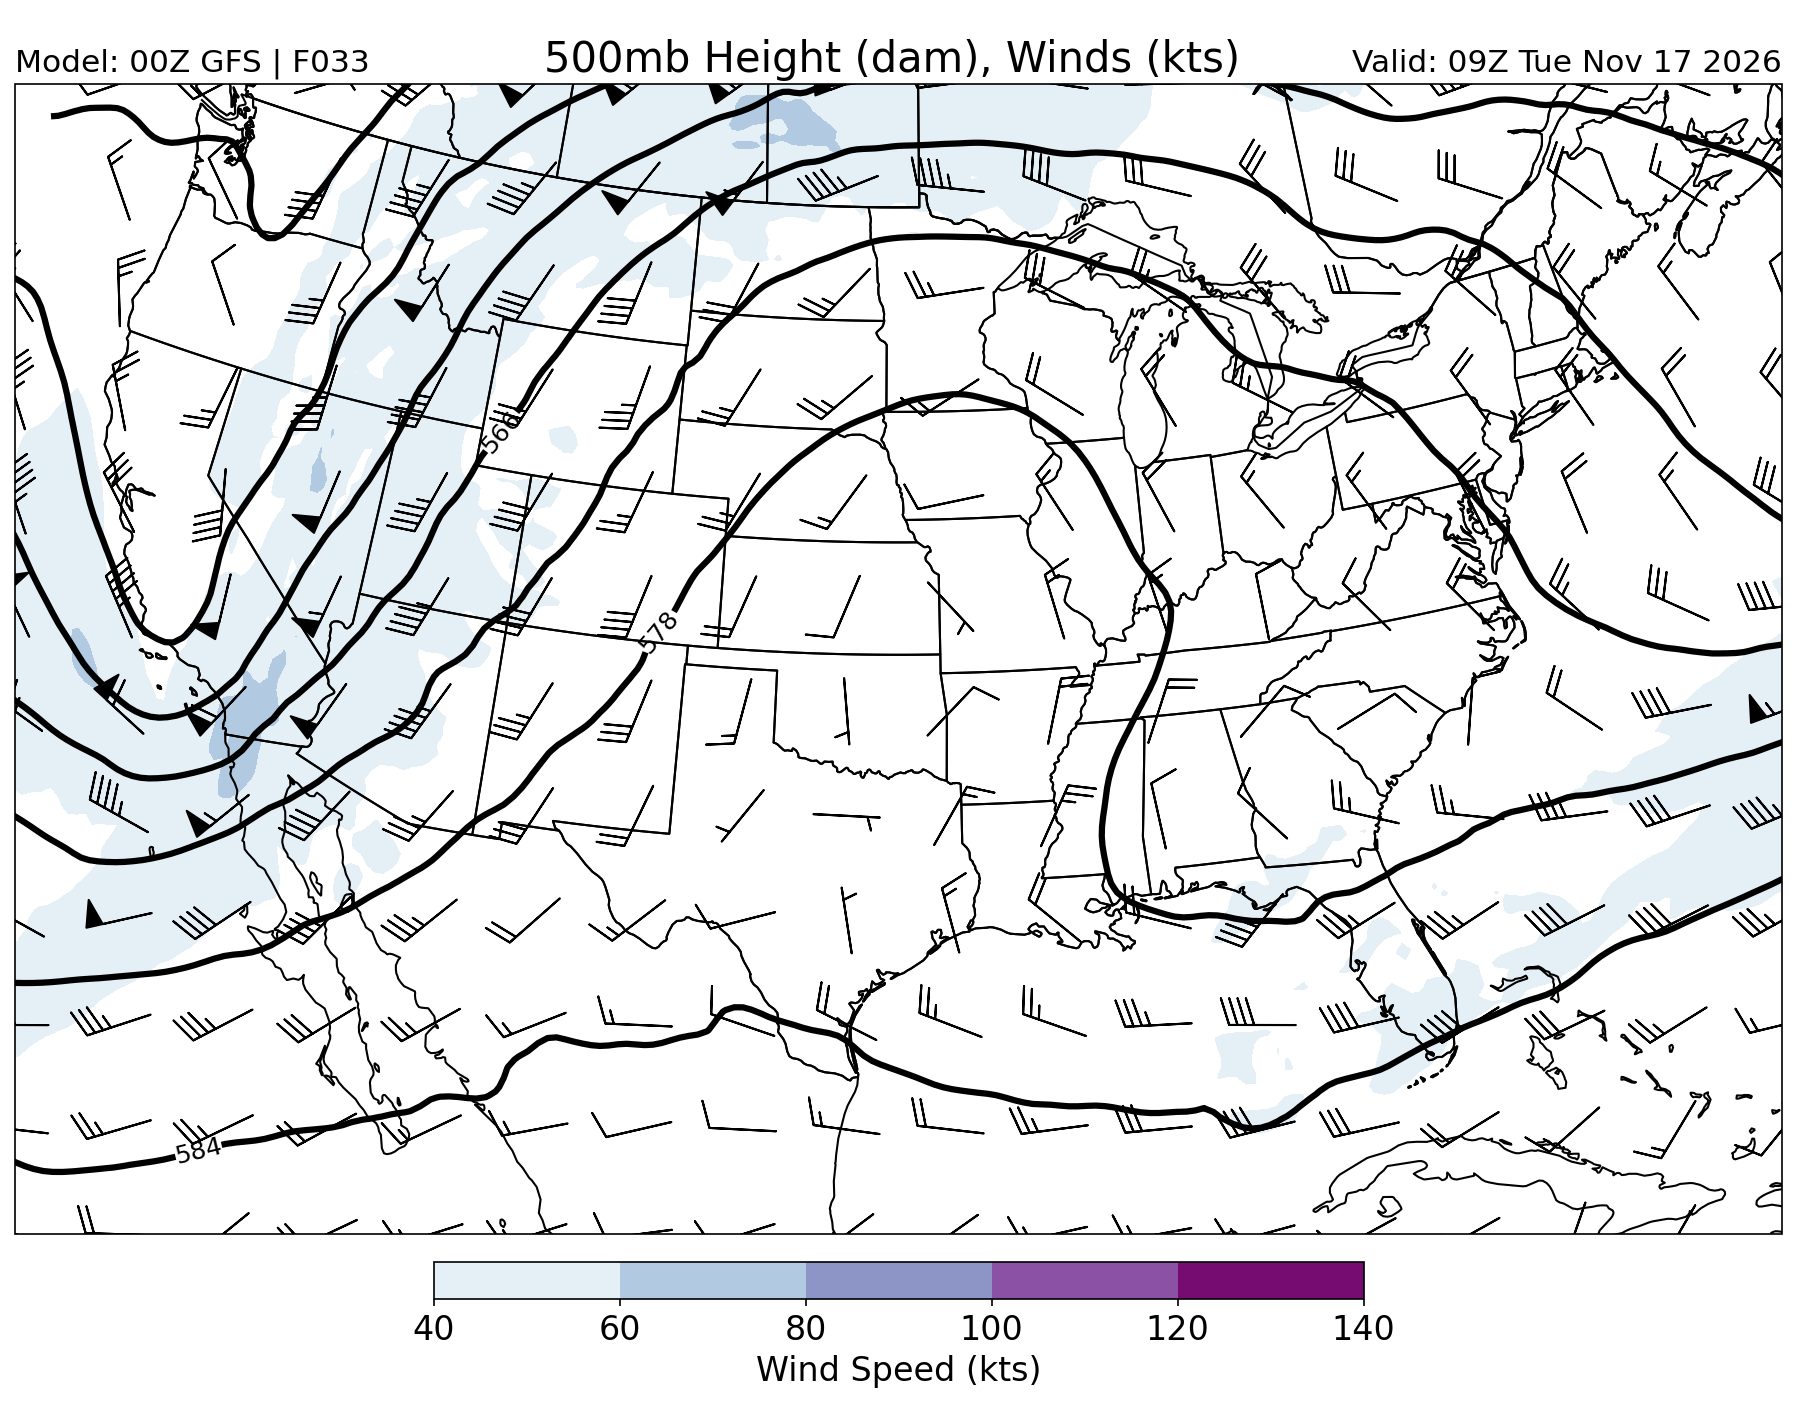 Model: 00Z GFS | F033
500mb Height (dam), Winds (kts)
Valid: 09Z Tue Nov 17 2026
566
578
584
40 60 80 100 120 140
Wind Speed (kts)